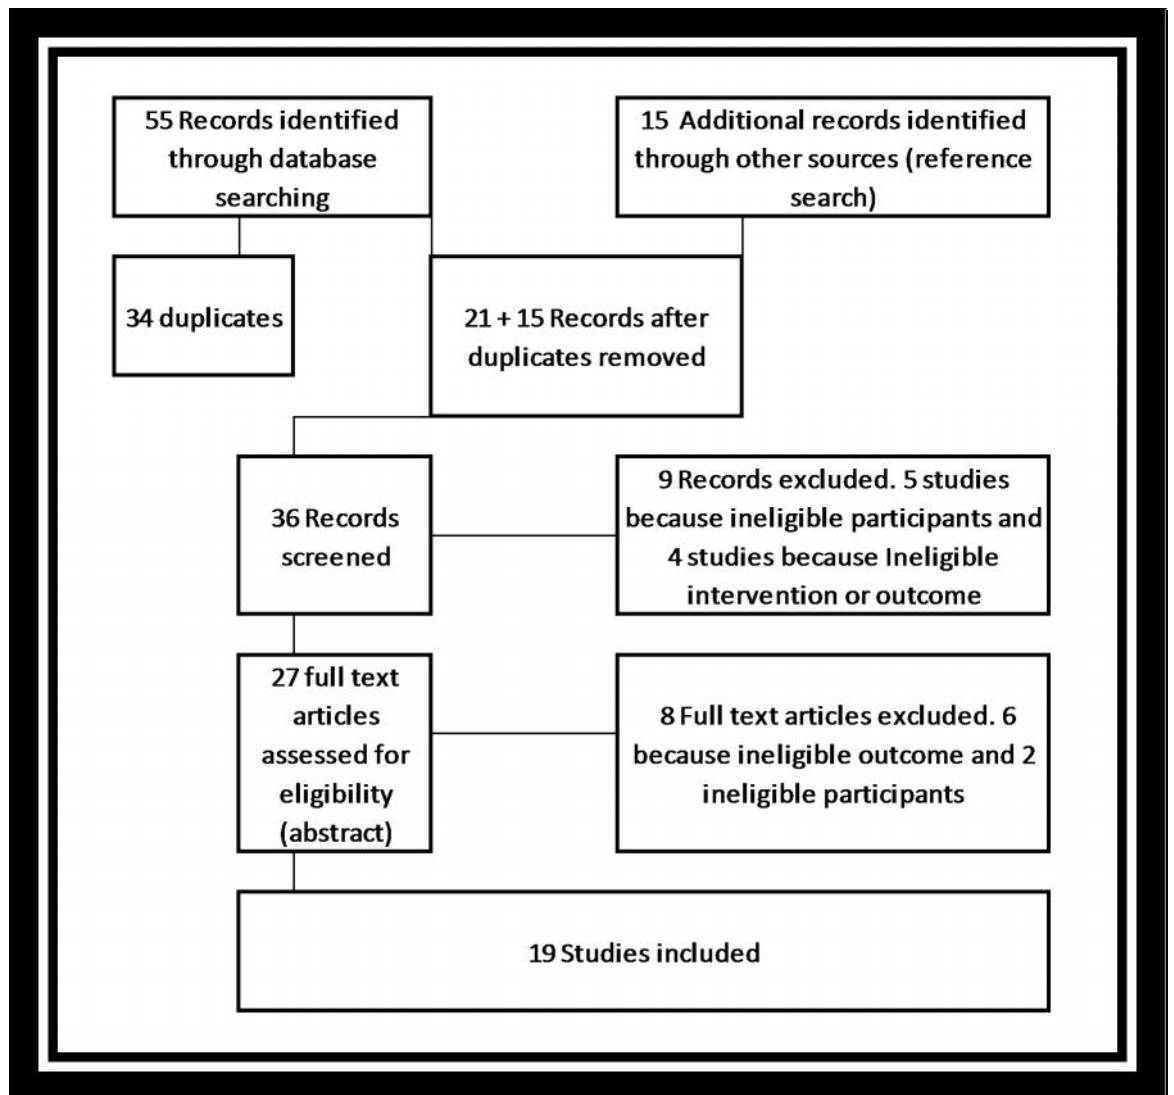 55 Records identified
through database
searching
15 Additional records identified
through other sources (reference
search)
34 duplicates
21 + 15 Records after
duplicates removed
36 Records
screened
9 Records excluded. 5 studies
because ineligible participants and
4 studies because Ineligible
intervention or outcome
27 full text
articles
assessed for
eligibility
(abstract)
8 Full text articles excluded. 6
because ineligible outcome and 2
ineligible participants
19 Studies included